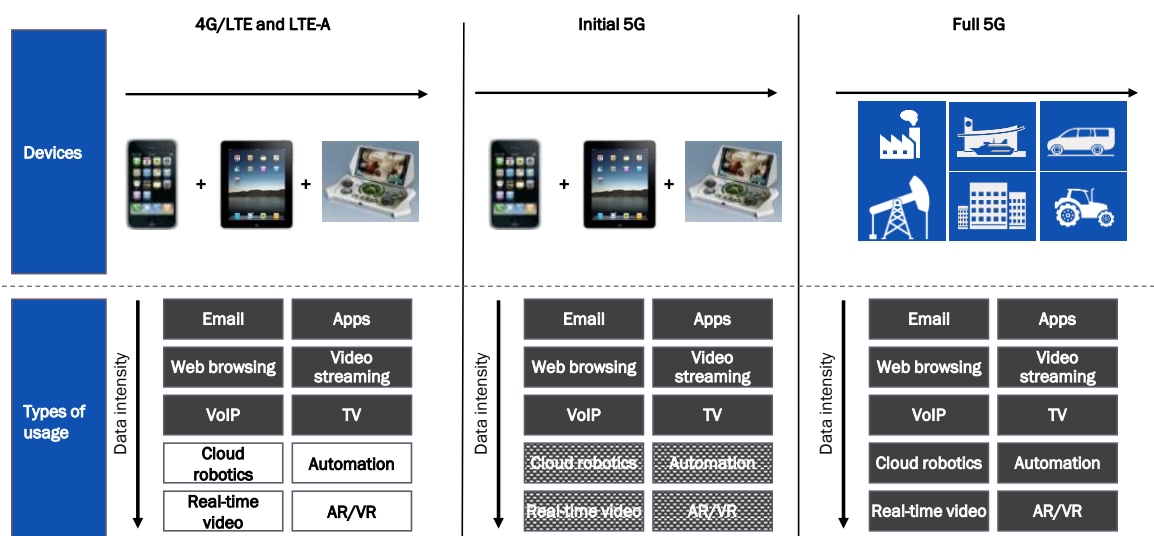 4G/LTE and LTE-A
Initial 5G
Full 5G
Devices
+
+
+
+
Types of
usage
Data intensity
Email
Apps
Web browsing
Video
streaming
VoIP
TV
Cloud
robotics
Automation
Real-time
video
AR/VR
Data intensity
Email
Apps
Web browsing
Video
streaming
VoIP
TV
Cloud robotics
Automation
Real-time video
AR/VR
Data intensity
Email
Apps
Web browsing
Video
streaming
VoIP
TV
Cloud robotics
Automation
Real-time video
AR/VR